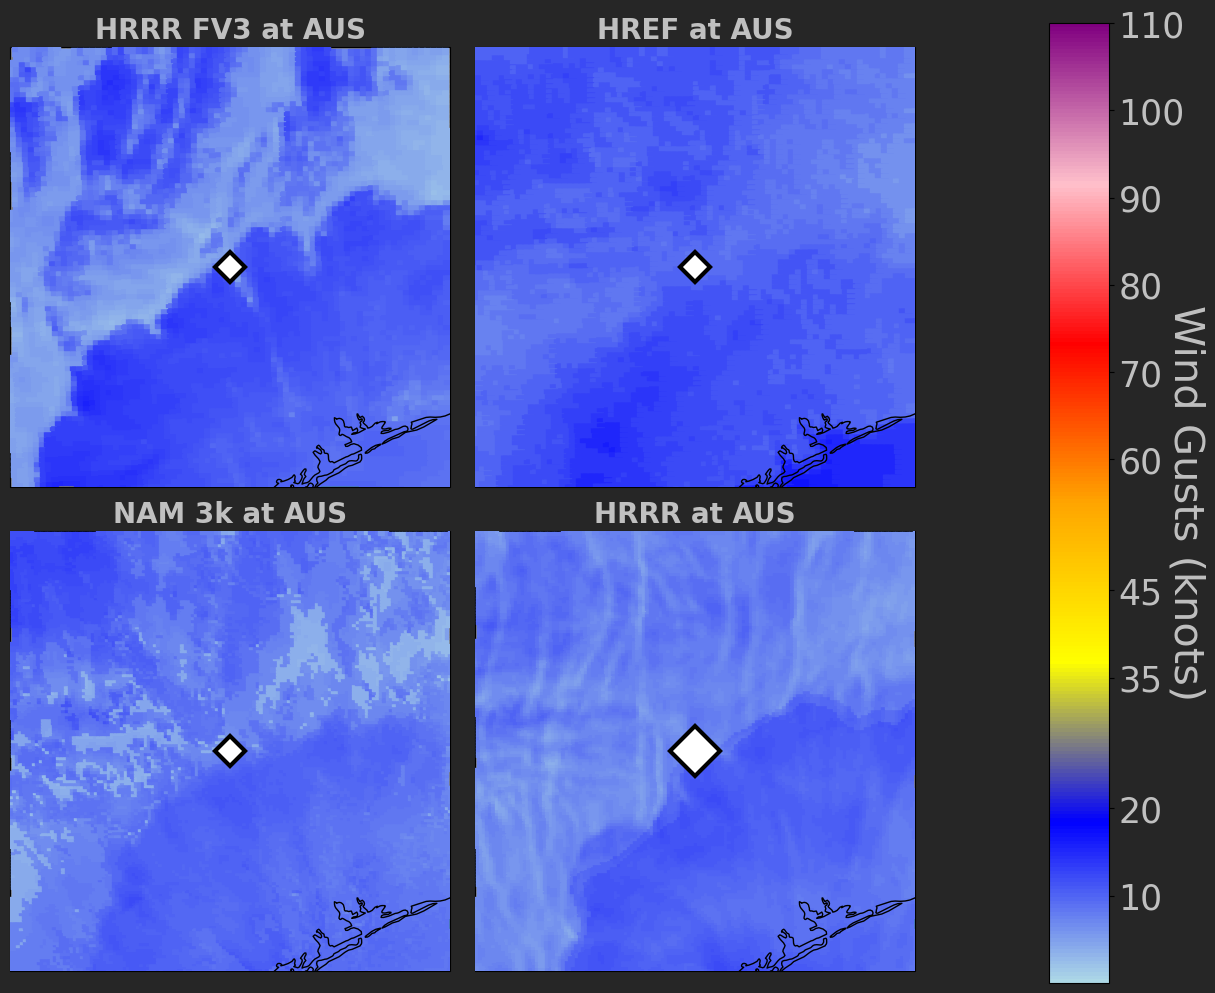 HRRR FV3 at AUS
HREF at AUS
NAM 3k at AUS
HRRR at AUS
110
100
90
80
70
60
45
35
20
10
Wind Gusts (knots)